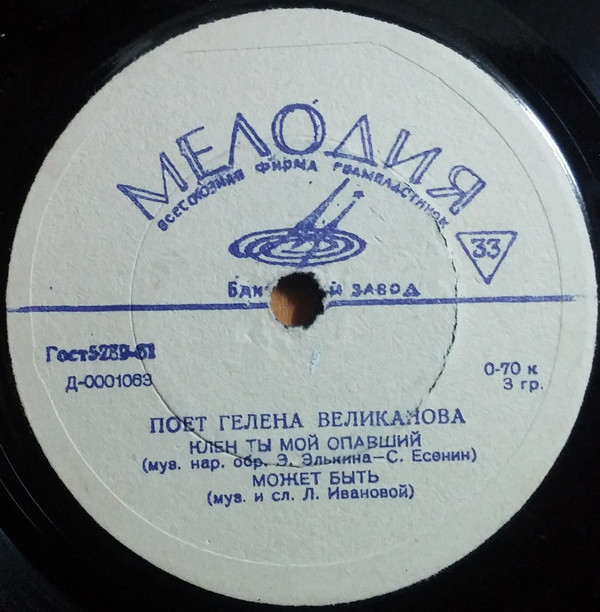 МЕЛОДИЯ
ВСЕСОЮЗНАЯ ФИРМА ГРАМПЛАСТИНОК
33
ЗАВОД
Гост5289-61
Д-0001063
0-70 к
3 гр.
ПОЕТ ГЕЛЕНА ВЕЛИКАНОВА
КЛЕН ТЫ МОЙ ОПАВШИЙ
(муз. нар. обр. Э. Элькина—С. Есенин)
МОЖЕТ БЫТЬ
(муз. и сл. Л. Ивановой)